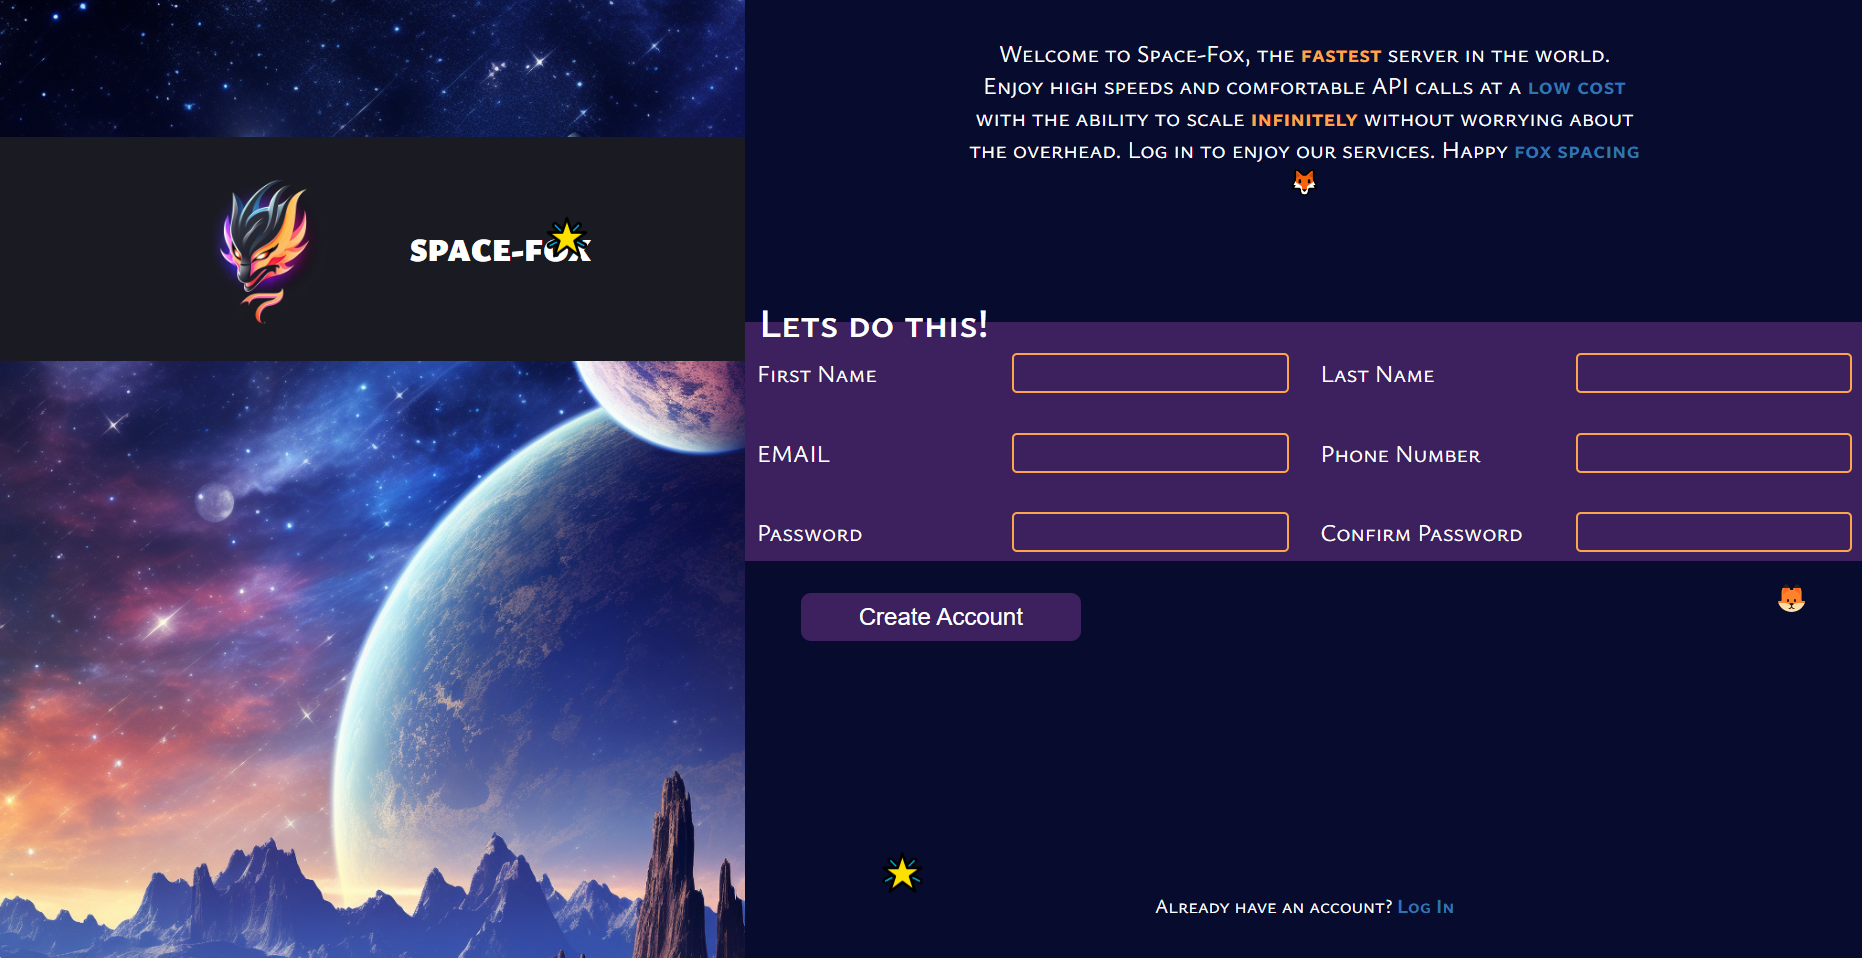 SPACE-FOX
Welcome to Space-Fox, the fastest server in the world.
Enjoy high speeds and comfortable API calls at a low cost
with the ability to scale infinitely without worrying about
the overhead. Log in to enjoy our services. Happy fox spacing
🦊
Lets do this!
First Name
Last Name
EMAIL
Phone Number
Password
Confirm Password
Create Account
Already have an account? Log In